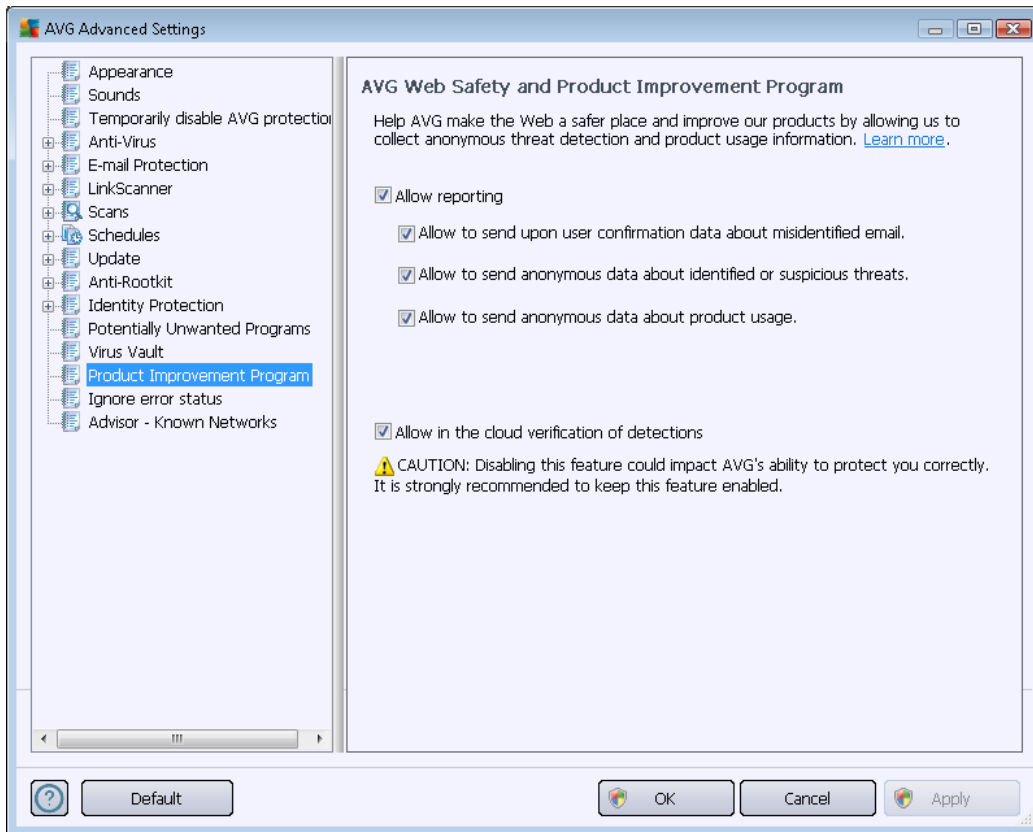 AVG Advanced Settings
Appearance
Sounds
Temporarily disable AVG protection
Anti-Virus
E-mail Protection
LinkScanner
Scans
Schedules
Update
Anti-Rootkit
Identity Protection
Potentially Unwanted Programs
Virus Vault
Product Improvement Program
Ignore error status
Advisor - Known Networks
AVG Web Safety and Product Improvement Program
Help AVG make the Web a safer place and improve our products by allowing us to
collect anonymous threat detection and product usage information. Learn more.
Allow reporting
Allow to send upon user confirmation data about misidentified email.
Allow to send anonymous data about identified or suspicious threats.
Allow to send anonymous data about product usage.
Allow in the cloud verification of detections
CAUTION: Disabling this feature could impact AVG's ability to protect you correctly.
It is strongly recommended to keep this feature enabled.
Default
OK
Cancel
Apply